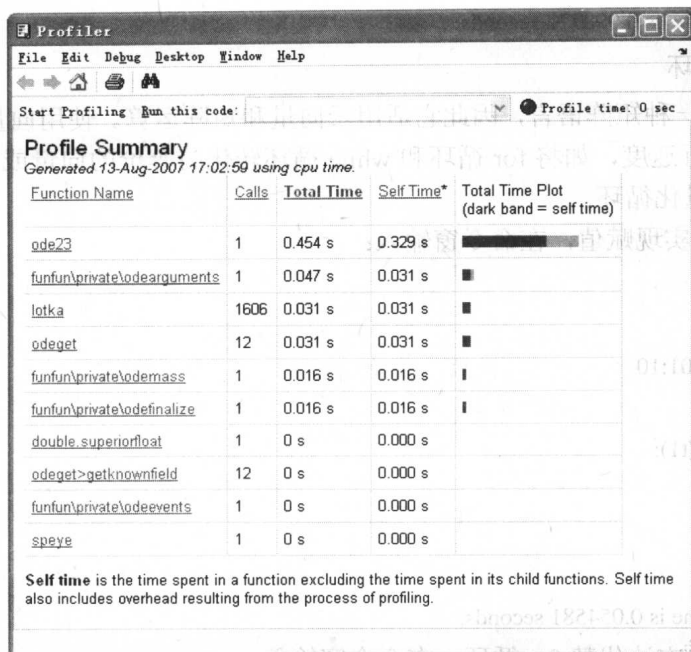 Profiler
File Edit Debug Desktop Window Help
Start Profiling Run this code: Profile time: 0 sec
Profile Summary
Generated 13-Aug-2007 17:02:59 using cpu time.
Function Name Calls Total Time Self Time* Total Time Plot
(dark band = self time)
ode23 1 0.454 s 0.329 s
funfun\private\odearguments 1 0.047 s 0.031 s
lotka 1606 0.031 s 0.031 s
odeget 12 0.031 s 0.031 s
funfun\private\odemass 1 0.016 s 0.016 s
funfun\private\odefinalize 1 0.016 s 0.016 s
double.superiorfloat 1 0 s 0.000 s
odeget>getknownfield 12 0 s 0.000 s
funfun\private\odeevents 1 0 s 0.000 s
speye 1 0 s 0.000 s
Self time is the time spent in a function excluding the time spent in its child functions. Self time
also includes overhead resulting from the process of profiling.